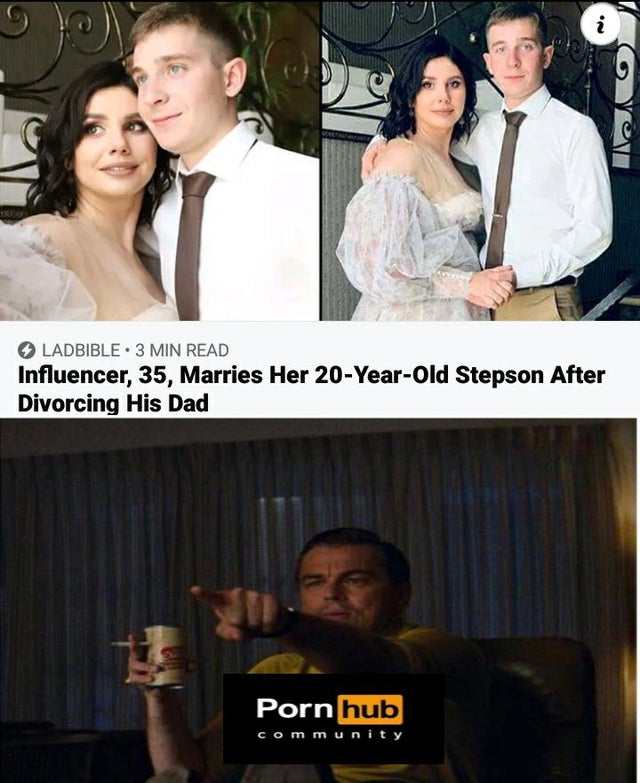 i
LADBIBLE • 3 MIN READ
Influencer, 35, Marries Her 20-Year-Old Stepson After
Divorcing His Dad
Porn hub
community